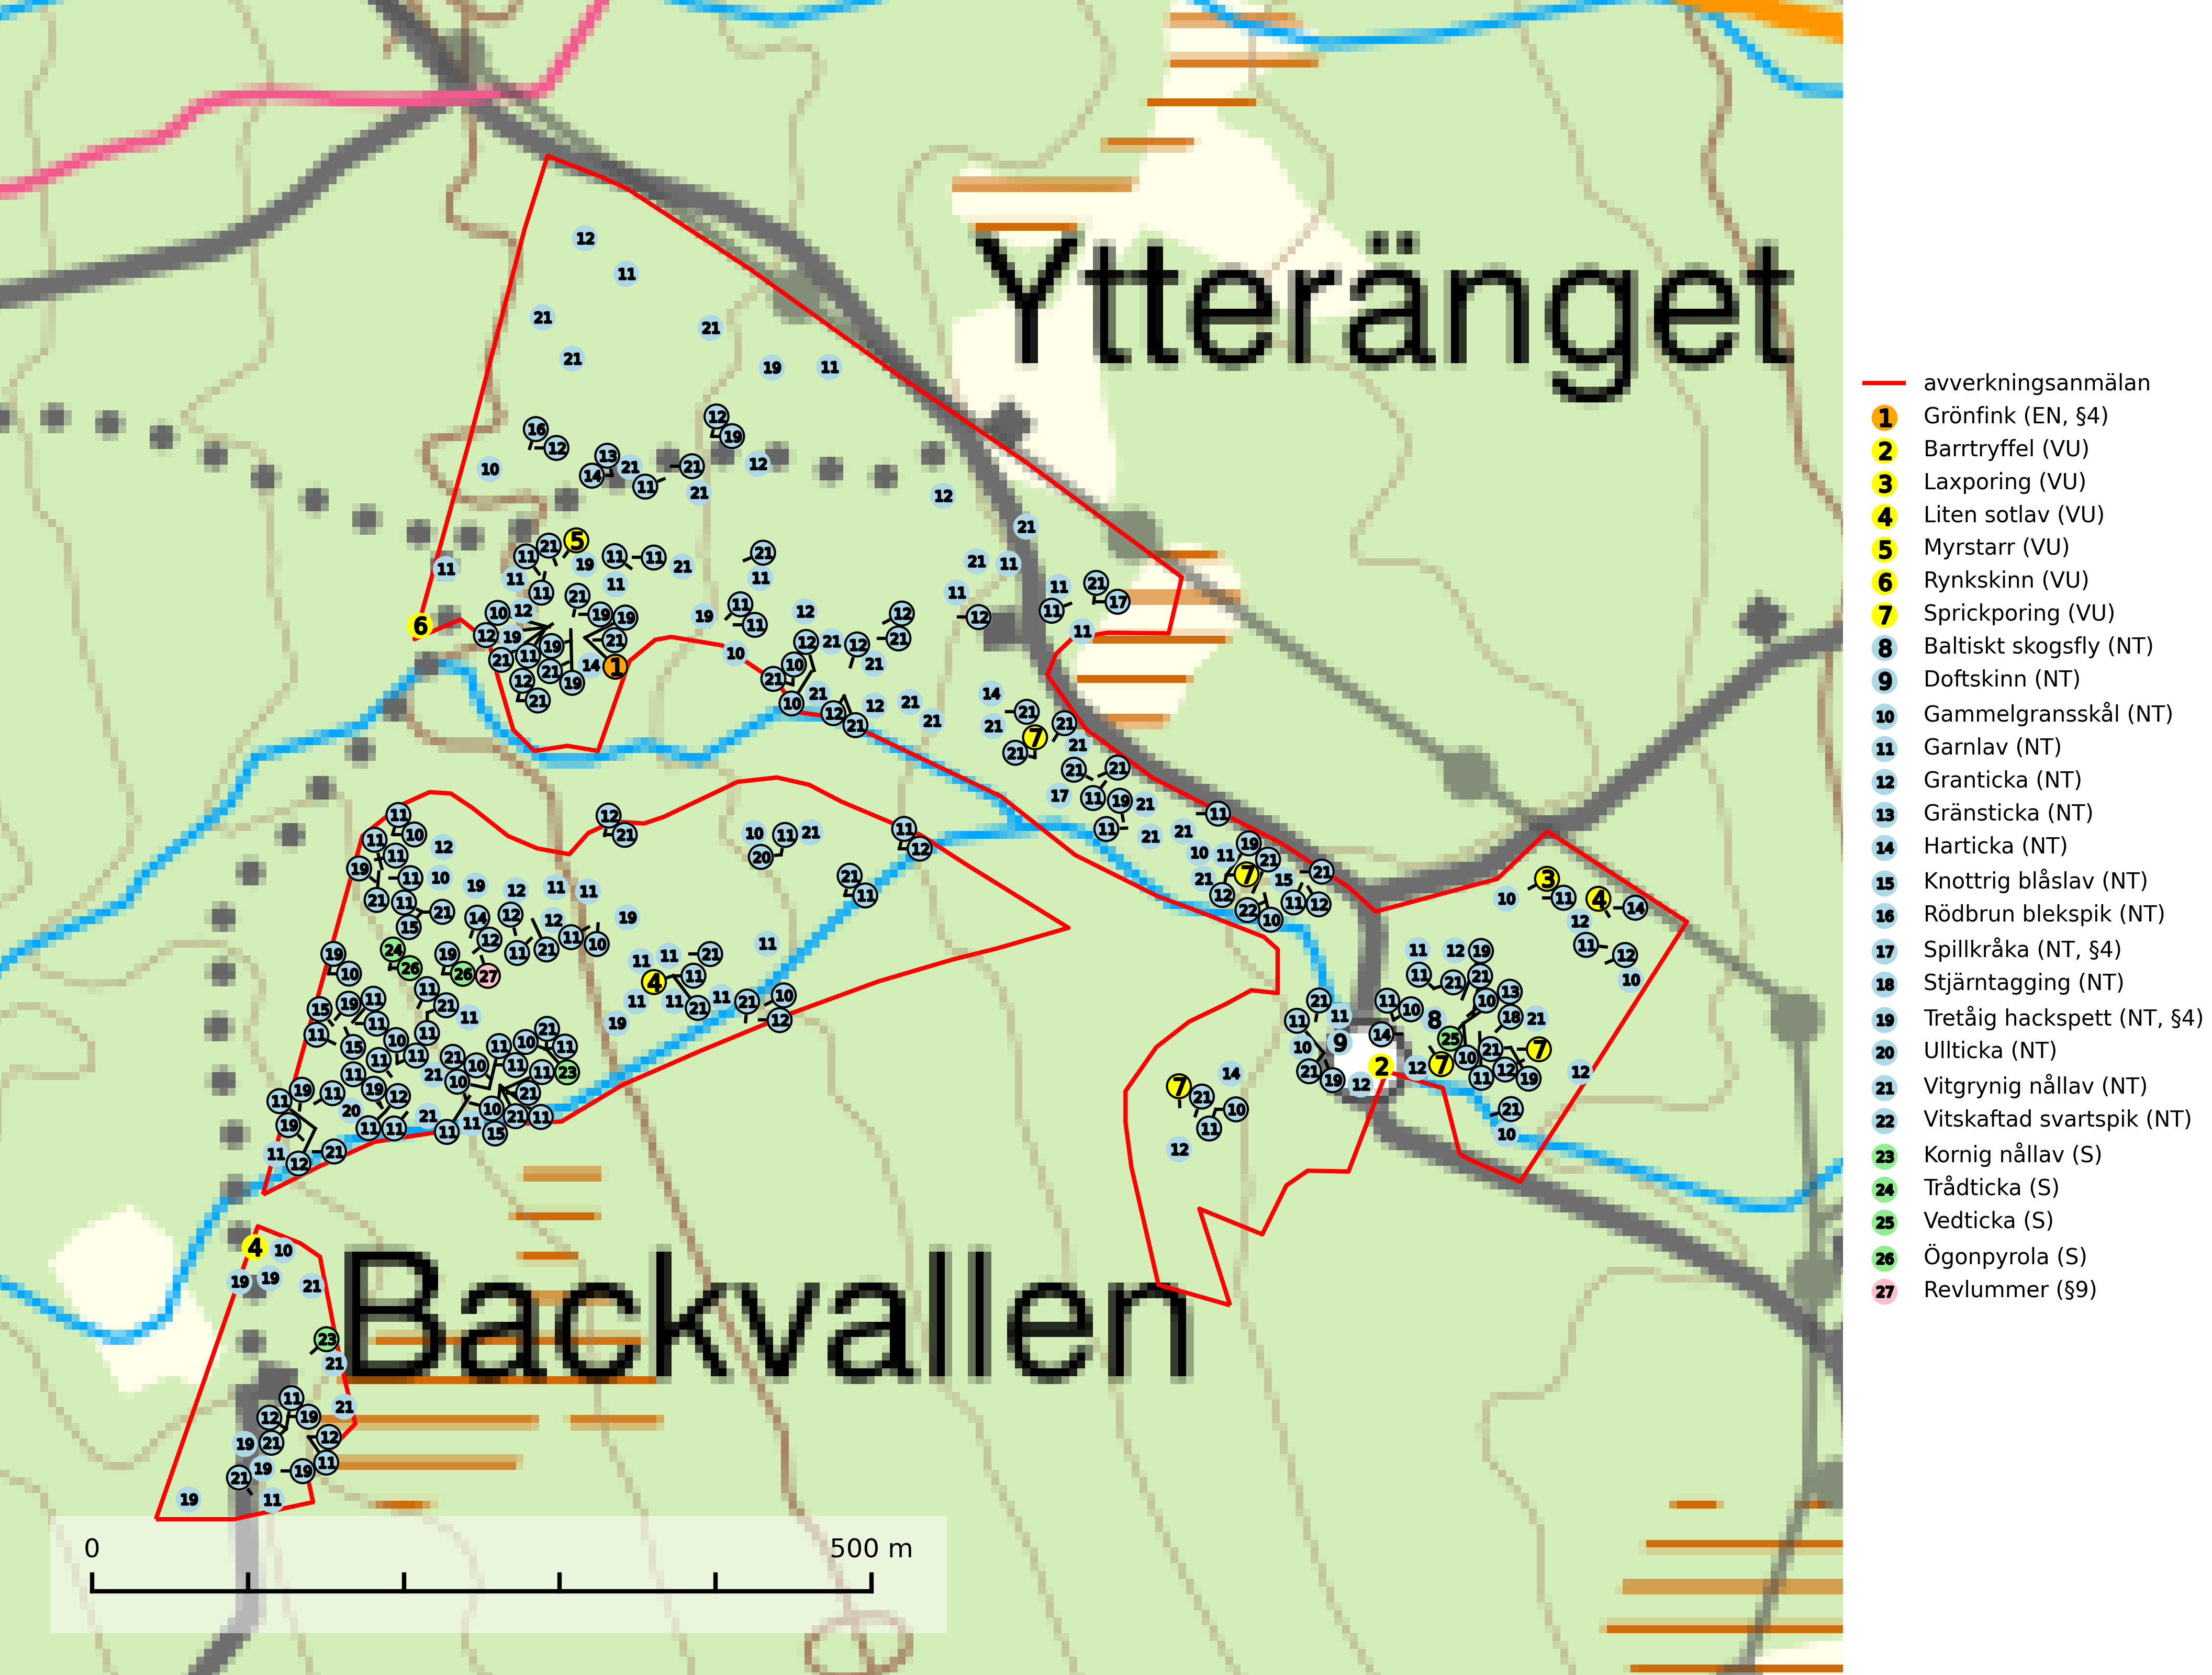 Ytteränget
Backvallen
0 500 m
avverkningsanmälan
1 Grönfink (EN, §4)
2 Barrtryffel (VU)
3 Laxporing (VU)
4 Liten sotlav (VU)
5 Myrstarr (VU)
6 Rynkskinn (VU)
7 Sprickporing (VU)
8 Baltiskt skogsfly (NT)
9 Doftskinn (NT)
10 Gammelgransskål (NT)
11 Garnlav (NT)
12 Granticka (NT)
13 Gränsticka (NT)
14 Harticka (NT)
15 Knottrig blåslav (NT)
16 Rödbrun blekspik (NT)
17 Spillkråka (NT, §4)
18 Stjärntagging (NT)
19 Tretåig hackspett (NT, §4)
20 Ullticka (NT)
21 Vitgrynig nållav (NT)
22 Vitskaftad svartspik (NT)
23 Kornig nållav (S)
24 Trådticka (S)
25 Vedticka (S)
26 Ögonpyrola (S)
27 Revlummer (§9)